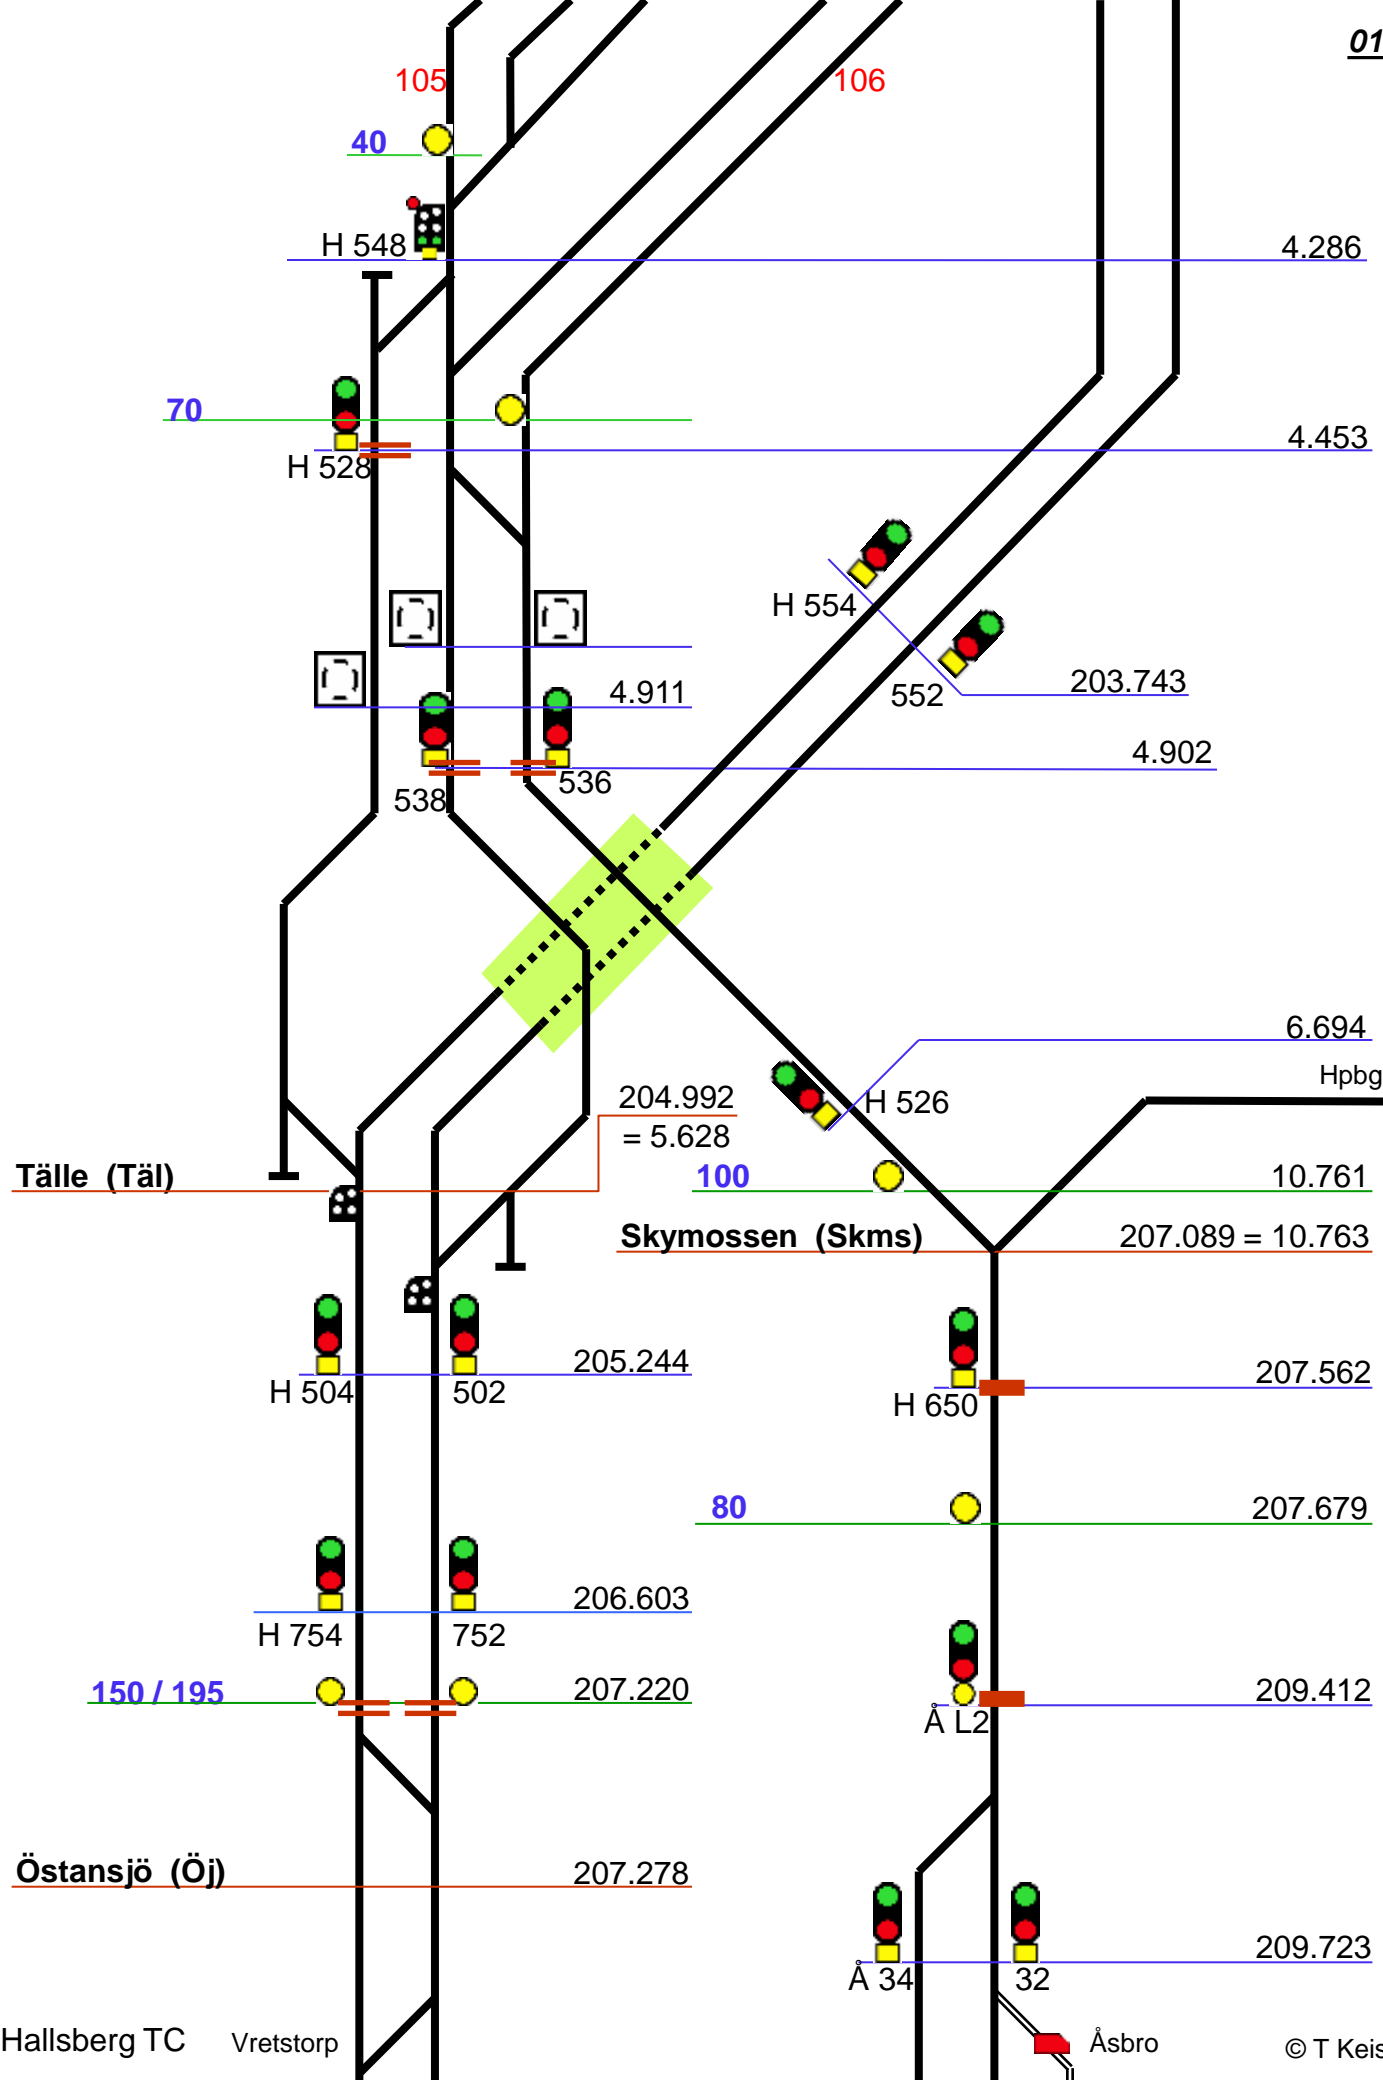 01
105
106
40
H 548
4.286
70
4.453
H 528
H 554
552
203.743
4.911
4.902
536
538
6.694
Hpbg
204.992
H 526
= 5.628
Tälle (Täl)
100
10.761
Skymossen (Skms)
207.089 = 10.763
205.244
207.562
H 504
502
H 650
80
207.679
206.603
H 754
752
150 / 195
207.220
209.412
Å L2
Östansjö (Öj)
207.278
209.723
Å 34
32
Hallsberg TC
Vretstorp
Åsbro
© T Keis